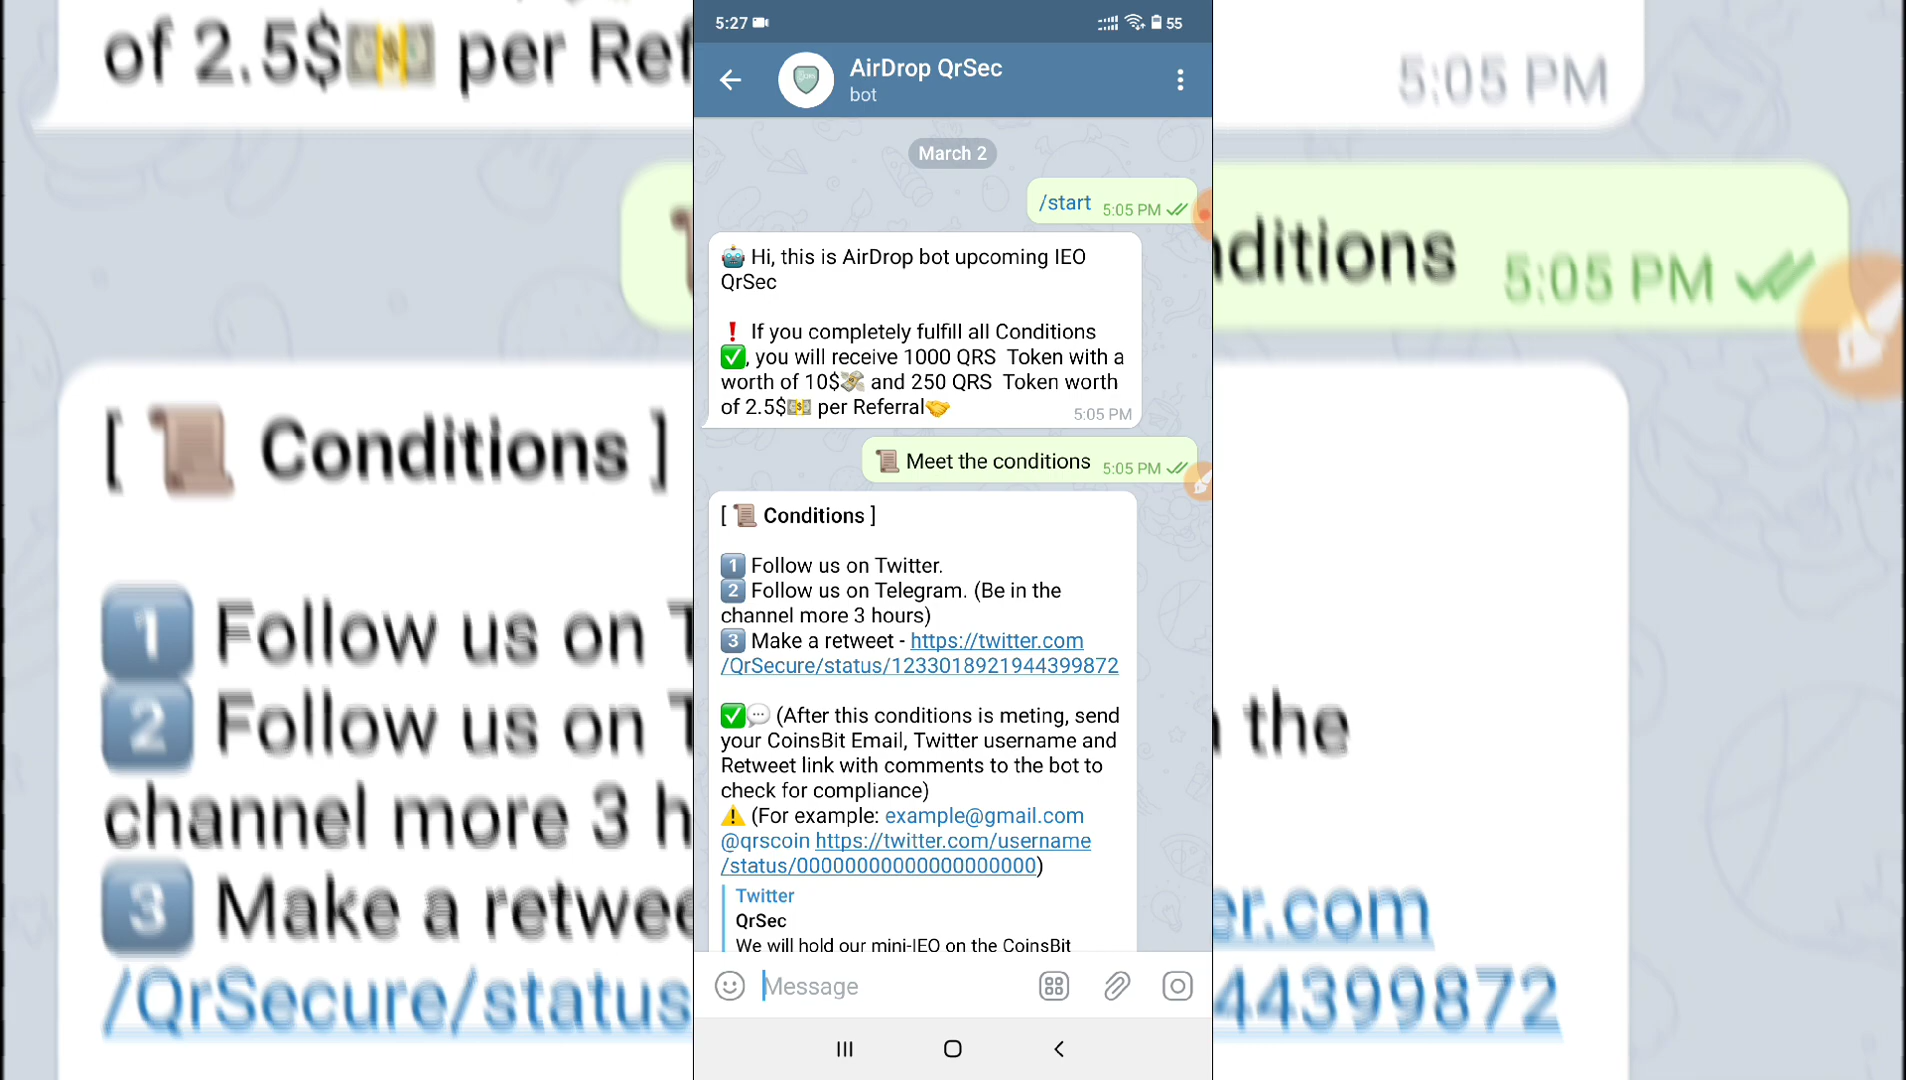 of 2.5$💵 per Ref
5:05 PM
nditions 5:05 PM
[ 📜 Conditions ]
1 Follow us on
2 Follow us on
n the
channel more 3 h
3 Make a retwee
er.com
/QrSecure/status
44399872
5:27
55
AirDrop QrSec
bot
March 2
/start 5:05 PM
🤖 Hi, this is AirDrop bot upcoming IEO
QrSec
❗ If you completely fulfill all Conditions
✅, you will receive 1000 QRS Token with a
worth of 10$💸 and 250 QRS Token worth
of 2.5$💵 per Referral🤝
5:05 PM
📜 Meet the conditions 5:05 PM
[ 📜 Conditions ]
1️⃣ Follow us on Twitter.
2️⃣ Follow us on Telegram. (Be in the
channel more 3 hours)
3️⃣ Make a retweet - https://twitter.com
/QrSecure/status/1233018921944399872
✅💬 (After this conditions is meting, send
your CoinsBit Email, Twitter username and
Retweet link with comments to the bot to
check for compliance)
⚠️ (For example: example@gmail.com
@qrscoin https://twitter.com/username
/status/00000000000000000000)
Twitter
QrSec
We will hold our mini-IEO on the CoinsBit
Message